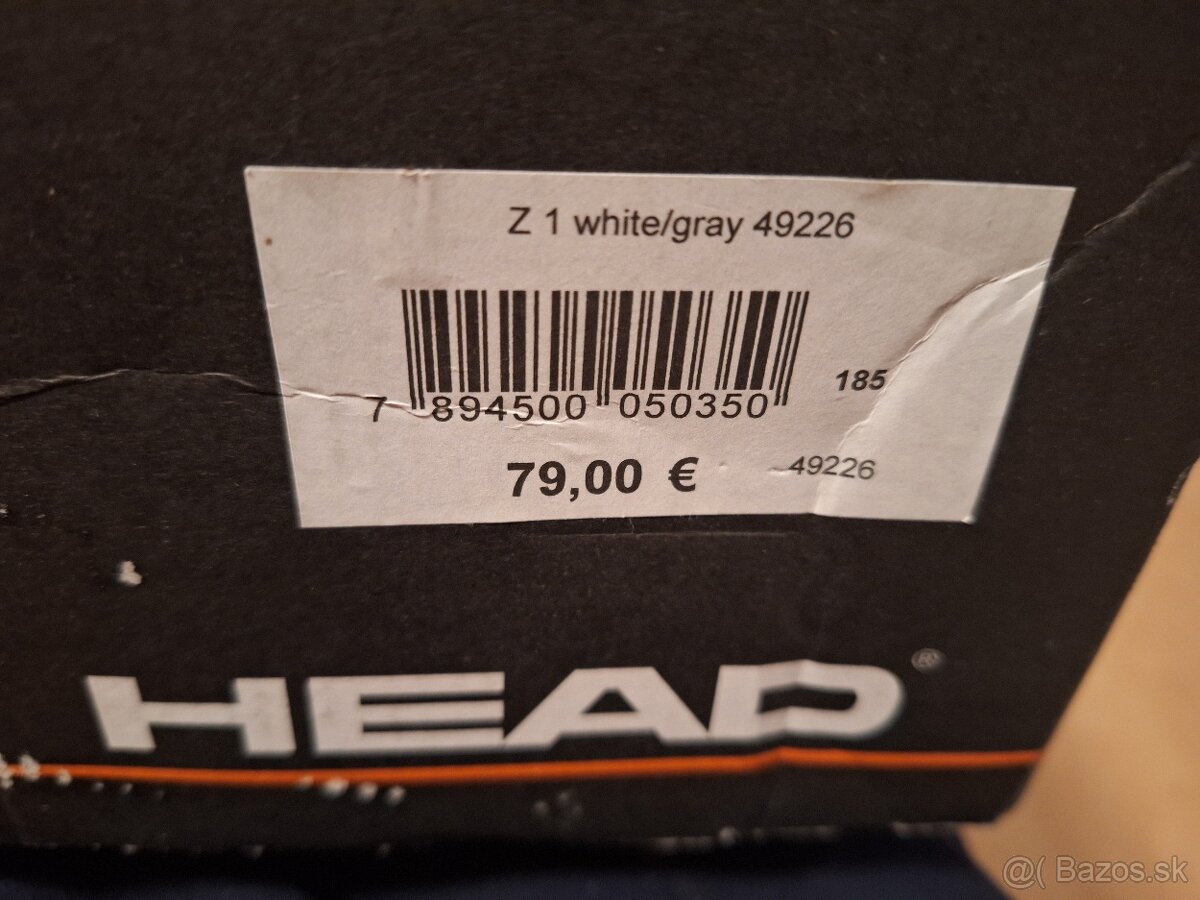 Z 1 white/gray 49226
7 894500 050350
185
79,00 €
49226
HEAD®
@( Bazos.sk